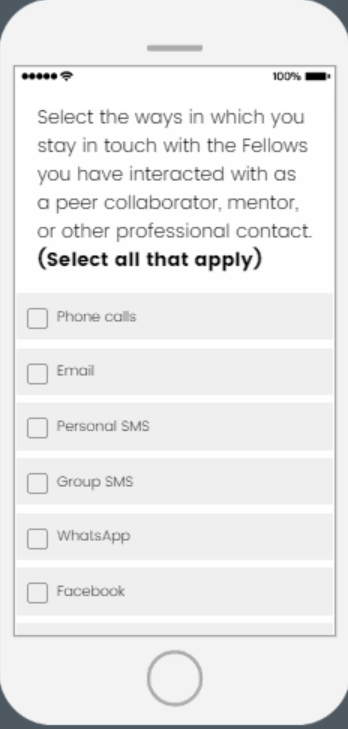 100%
Select the ways in which you
stay in touch with the Fellows
you have interacted with as
a peer collaborator, mentor,
or other professional contact.
(Select all that apply)
Phone calls
Email
Personal SMS
Group SMS
WhatsApp
Facebook